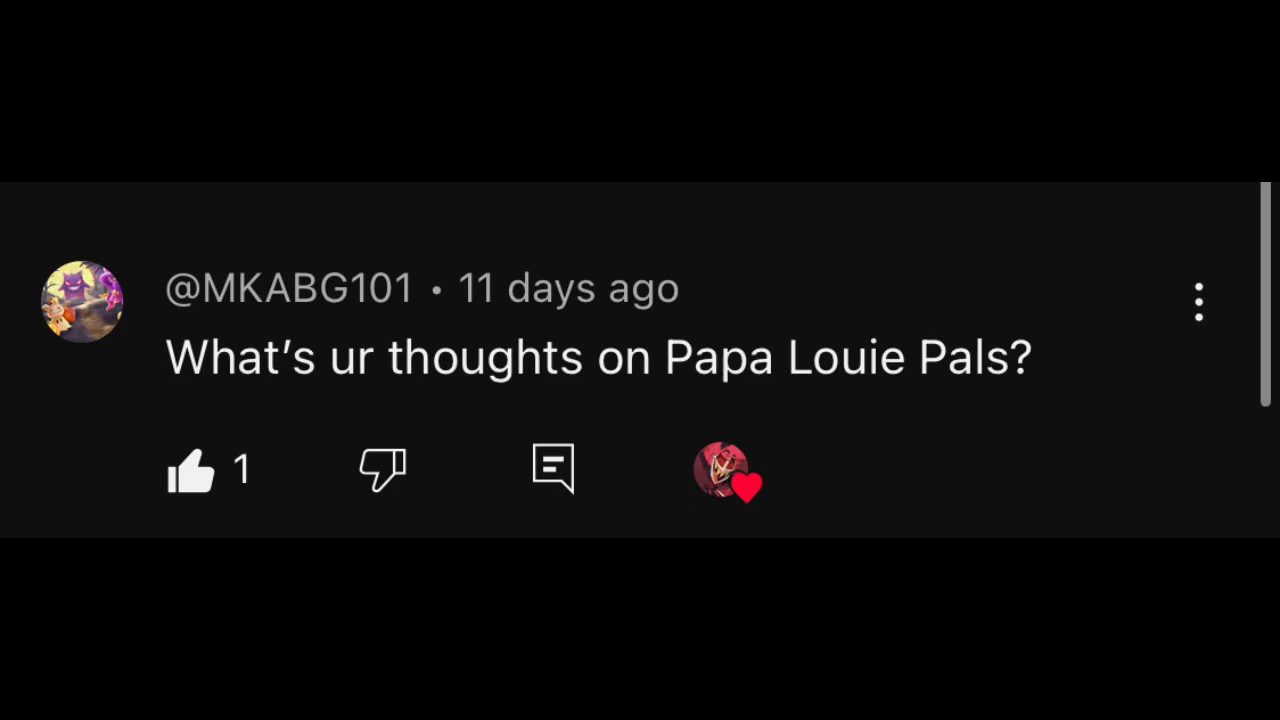 @MKABG101 • 11 days ago
What’s ur thoughts on Papa Louie Pals?
1